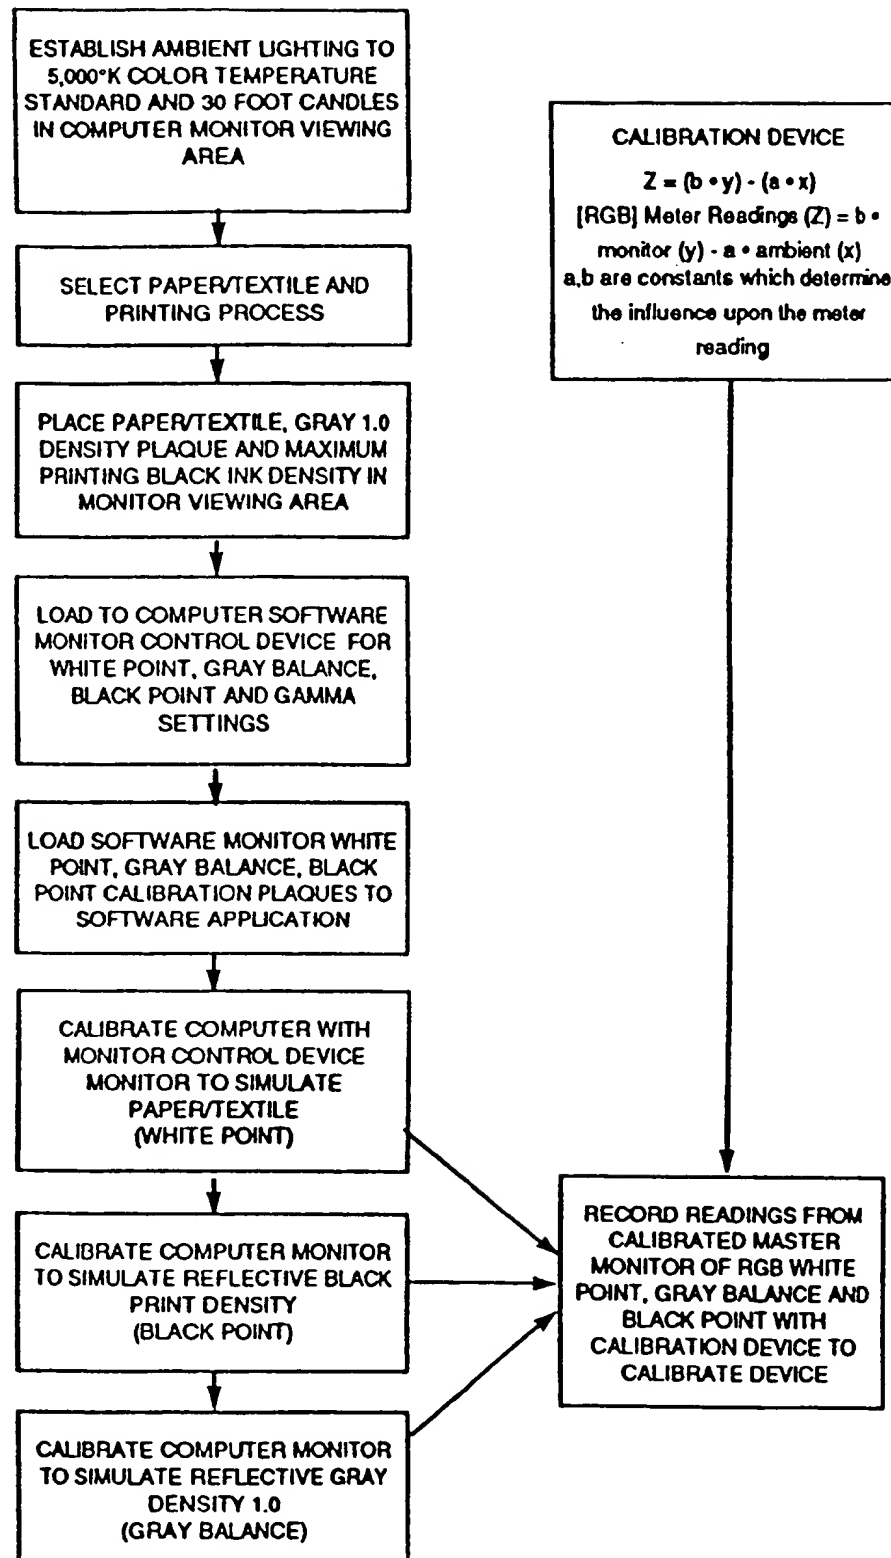 ESTABLISH AMBIENT LIGHTING TO
5,000°K COLOR TEMPERATURE
STANDARD AND 30 FOOT CANDLES
IN COMPUTER MONITOR VIEWING
AREA
SELECT PAPER/TEXTILE AND
PRINTING PROCESS
PLACE PAPER/TEXTILE, GRAY 1.0
DENSITY PLAQUE AND MAXIMUM
PRINTING BLACK INK DENSITY IN
MONITOR VIEWING AREA
LOAD TO COMPUTER SOFTWARE
MONITOR CONTROL DEVICE FOR
WHITE POINT, GRAY BALANCE,
BLACK POINT AND GAMMA
SETTINGS
LOAD SOFTWARE MONITOR WHITE
POINT, GRAY BALANCE, BLACK
POINT CALIBRATION PLAQUES TO
SOFTWARE APPLICATION
CALIBRATE COMPUTER WITH
MONITOR CONTROL DEVICE
MONITOR TO SIMULATE
PAPER/TEXTILE
(WHITE POINT)
CALIBRATE COMPUTER MONITOR
TO SIMULATE REFLECTIVE BLACK
PRINT DENSITY
(BLACK POINT)
CALIBRATE COMPUTER MONITOR
TO SIMULATE REFLECTIVE GRAY
DENSITY 1.0
(GRAY BALANCE)
CALIBRATION DEVICE
Z = (b • y) - (a • x)
[RGB] Meter Readings (Z) = b •
monitor (y) - a • ambient (x)
a,b are constants which determine
the influence upon the meter
reading
RECORD READINGS FROM
CALIBRATED MASTER
MONITOR OF RGB WHITE
POINT, GRAY BALANCE AND
BLACK POINT WITH
CALIBRATION DEVICE TO
CALIBRATE DEVICE